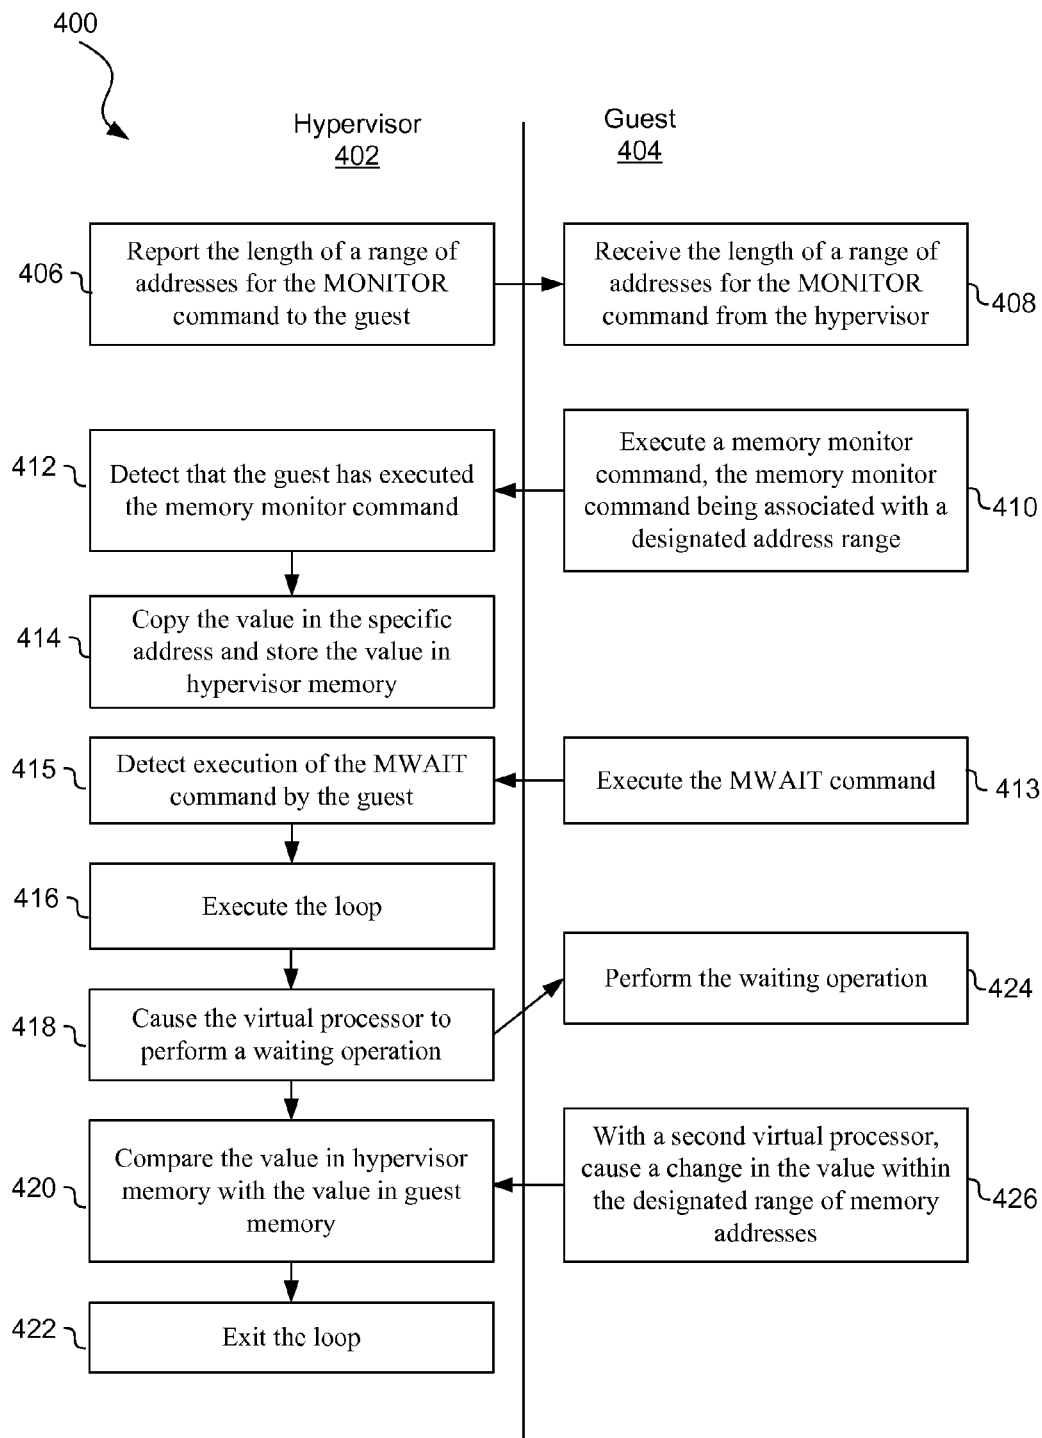 400
Hypervisor
402
Guest
404
406
Report the length of a range of
addresses for the MONITOR
command to the guest
Receive the length of a range of
addresses for the MONITOR
command from the hypervisor
408
412
Detect that the guest has executed
the memory monitor command
Execute a memory monitor
command, the memory monitor
command being associated with a
designated address range
410
414
Copy the value in the specific
address and store the value in
hypervisor memory
415
Detect execution of the MWAIT
command by the guest
Execute the MWAIT command
413
416
Execute the loop
Perform the waiting operation
424
418
Cause the virtual processor to
perform a waiting operation
420
Compare the value in hypervisor
memory with the value in guest
memory
With a second virtual processor,
cause a change in the value within
the designated range of memory
addresses
426
422
Exit the loop